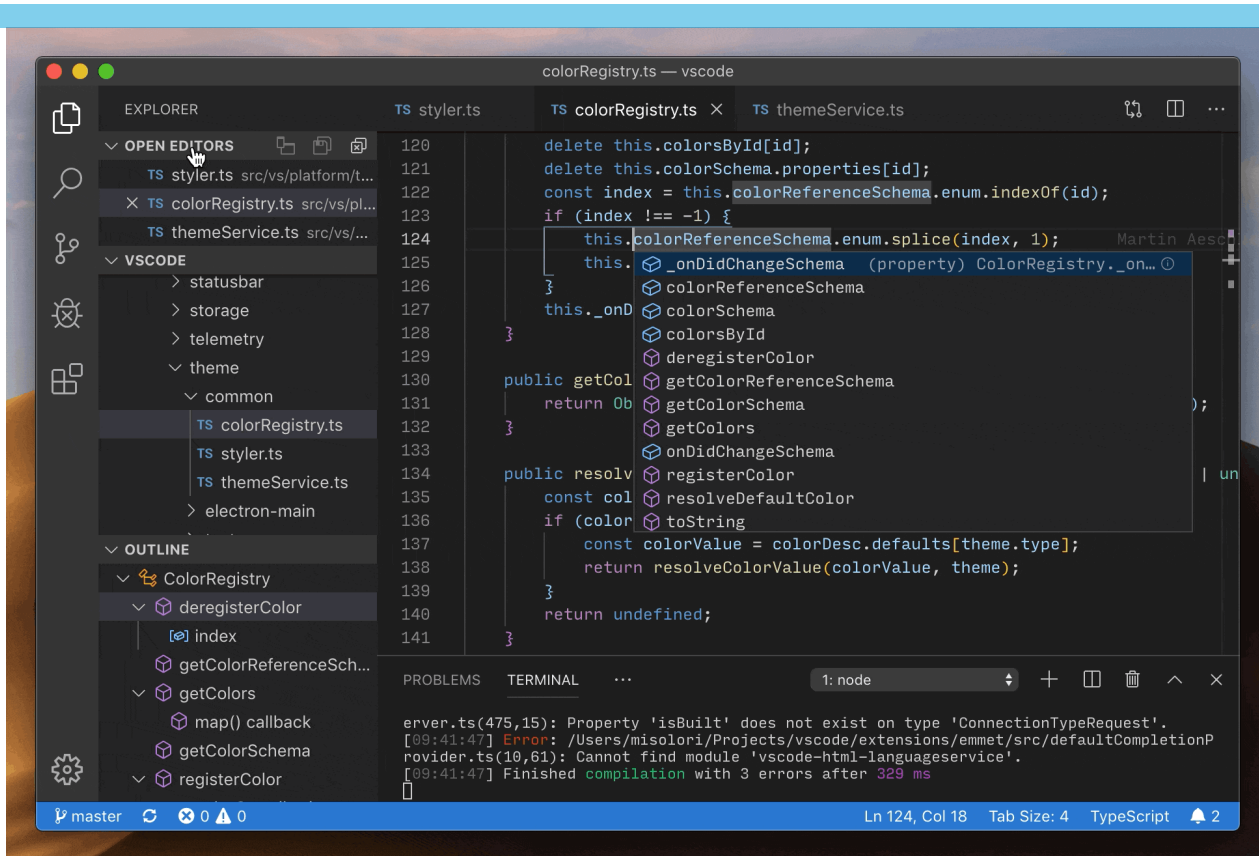 colorRegistry.ts — vscode
EXPLORER
OPEN EDITORS
TS styler.ts src/vs/platform/t...
TS colorRegistry.ts src/vs/pl...
TS themeService.ts src/vs/...
VSCODE
statusbar
storage
telemetry
theme
common
TS colorRegistry.ts
TS styler.ts
TS themeService.ts
electron-main
OUTLINE
ColorRegistry
deregisterColor
index
getColorReferenceSch...
getColors
map() callback
getColorSchema
registerColor
TS styler.ts TS colorRegistry.ts TS themeService.ts
120 delete this.colorsById[id];
121 delete this.colorSchema.properties[id];
122 const index = this.colorReferenceSchema.enum.indexOf(id);
123 if (index !== -1) {
124 this.colorReferenceSchema.enum.splice(index, 1); Martin Aesc
125 this.
126 }
127 this._onD
128 }
129
130 public getCol
131 return Ob );
132 }
133
134 public resolv | un
135 const col
136 if (color
137 const colorValue = colorDesc.defaults[theme.type];
138 return resolveColorValue(colorValue, theme);
139 }
140 return undefined;
141 }
_onDidChangeSchema (property) ColorRegistry._on...
colorReferenceSchema
colorSchema
colorsById
deregisterColor
getColorReferenceSchema
getColorSchema
getColors
onDidChangeSchema
registerColor
resolveDefaultColor
toString
PROBLEMS TERMINAL ... 1: node
erver.ts(475,15): Property 'isBuilt' does not exist on type 'ConnectionTypeRequest'.
[09:41:47] Error: /Users/misolori/Projects/vscode/extensions/emmet/src/defaultCompletionP
rovider.ts(10,61): Cannot find module 'vscode-html-languageservice'.
[09:41:47] Finished compilation with 3 errors after 329 ms
master 0 0 Ln 124, Col 18 Tab Size: 4 TypeScript 2